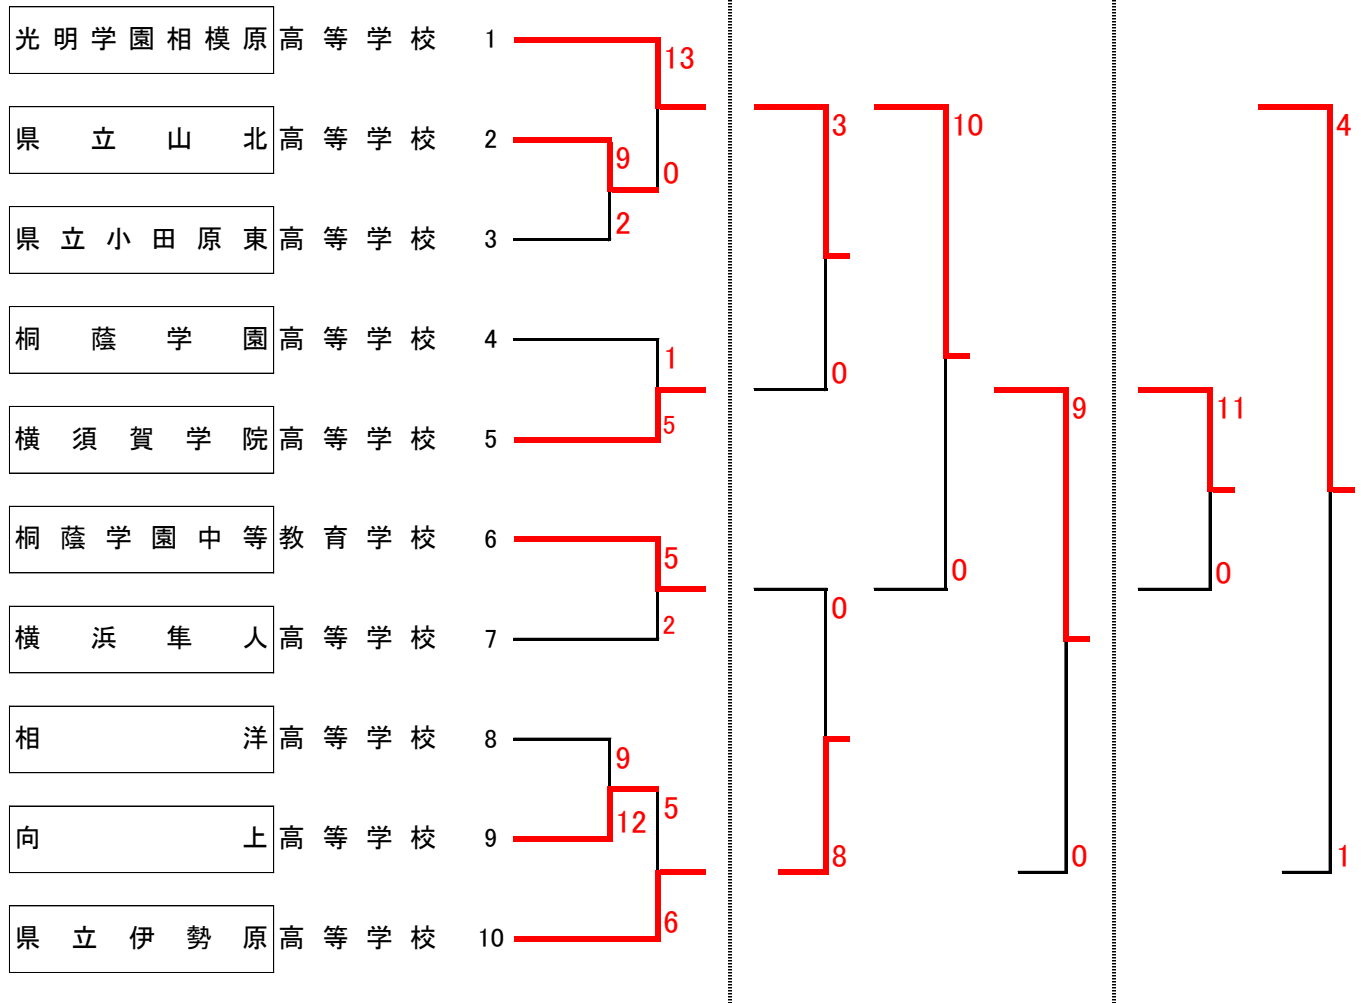 光明学園相模原高等学校 1
13
3
10
4
県立山北高等学校 2
9
0
県立小田原東高等学校 3
2
桐蔭学園高等学校 4
1
0
9
11
横須賀学院高等学校 5
5
桐蔭学園中等教育学校 6
5
0
0
0
横浜隼人高等学校 7
2
相洋高等学校 8
9
5
向上高等学校 9
12
8
0
1
県立伊勢原高等学校 10
6